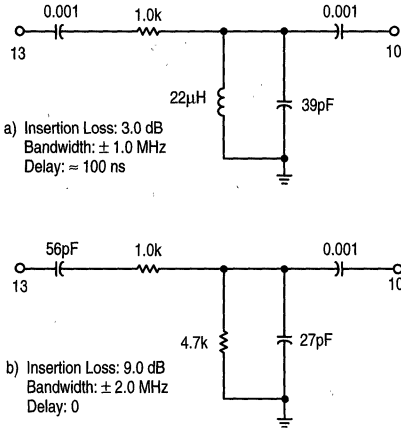 0.001 1.0k 0.001
13 10
22μH 39pF
a) Insertion Loss: 3.0 dB
Bandwidth: ± 1.0 MHz
Delay: ≈ 100 ns
56pF 1.0k 0.001
13 10
4.7k 27pF
b) Insertion Loss: 9.0 dB
Bandwidth: ± 2.0 MHz
Delay: 0